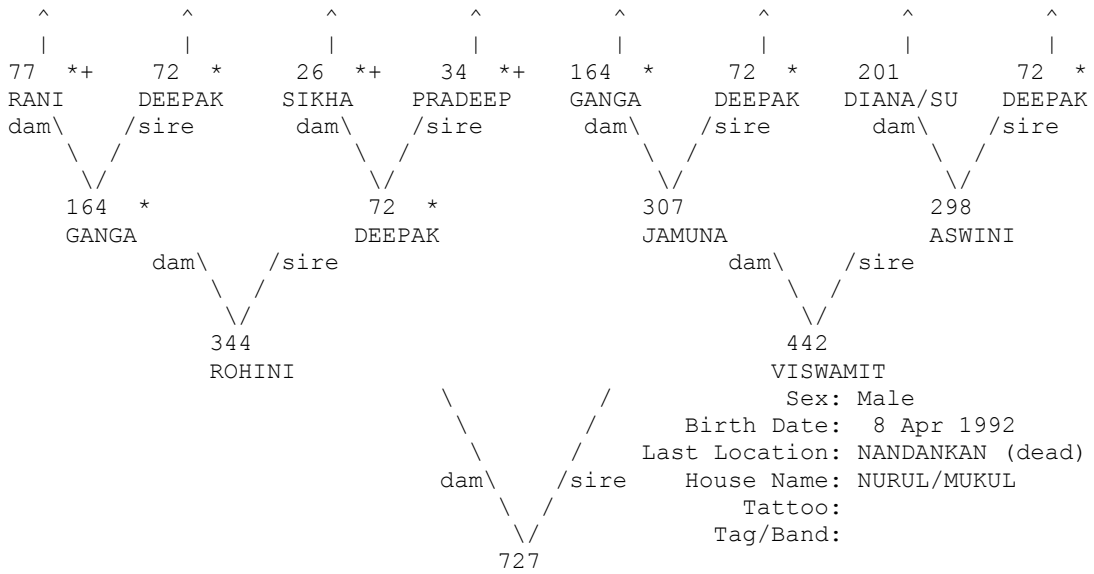 ^ ^ ^ ^ ^ ^ ^ ^
| | | | | | | |
77 *+ 72 * 26 *+ 34 *+ 164 * 72 * 201 72 *
RANI DEEPAK SIKHA PRADEEP GANGA DEEPAK DIANA/SU DEEPAK
dam\ /sire dam\ /sire dam\ /sire dam\ /sire
\ / \ / \ / \ /
\/ \/ \/ \/
164 * 72 * 307 298
GANGA DEEPAK JAMUNA ASWINI
dam\ /sire dam\ /sire
\ / \ /
\/ \/
344 442
ROHINI VISWAMIT
\ / Sex: Male
\ / Birth Date: 8 Apr 1992
\ / Last Location: NANDANKAN (dead)
dam\ /sire House Name: NURUL/MUKUL
\ / Tattoo:
\/ Tag/Band:
727